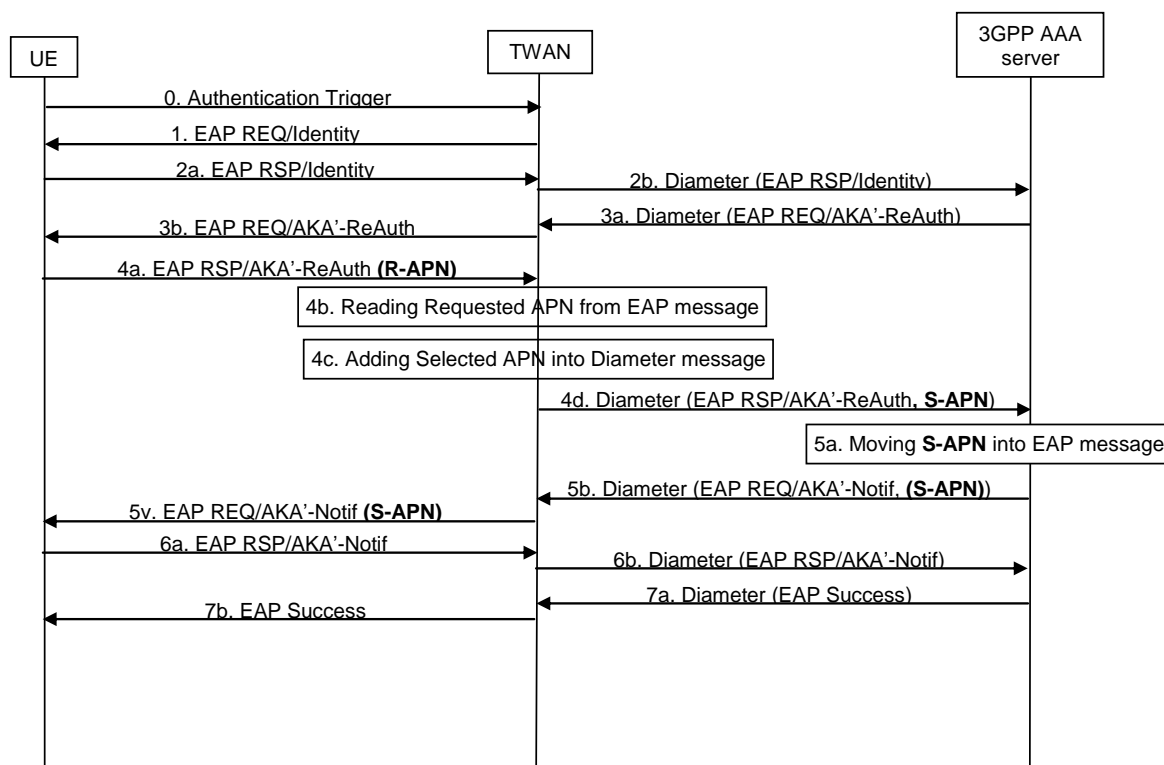 UE
TWAN
3GPP AAA
server
0. Authentication Trigger
1. EAP REQ/Identity
2a. EAP RSP/Identity
2b. Diameter (EAP RSP/Identity)
3a. Diameter (EAP REQ/AKA’-ReAuth)
3b. EAP REQ/AKA’-ReAuth
4a. EAP RSP/AKA’-ReAuth (R-APN)
4b. Reading Requested APN from EAP message
4c. Adding Selected APN into Diameter message
4d. Diameter (EAP RSP/AKA’-ReAuth, S-APN)
5a. Moving S-APN into EAP message
5b. Diameter (EAP REQ/AKA’-Notif, (S-APN))
5v. EAP REQ/AKA’-Notif (S-APN)
6a. EAP RSP/AKA’-Notif
6b. Diameter (EAP RSP/AKA’-Notif)
7a. Diameter (EAP Success)
7b. EAP Success